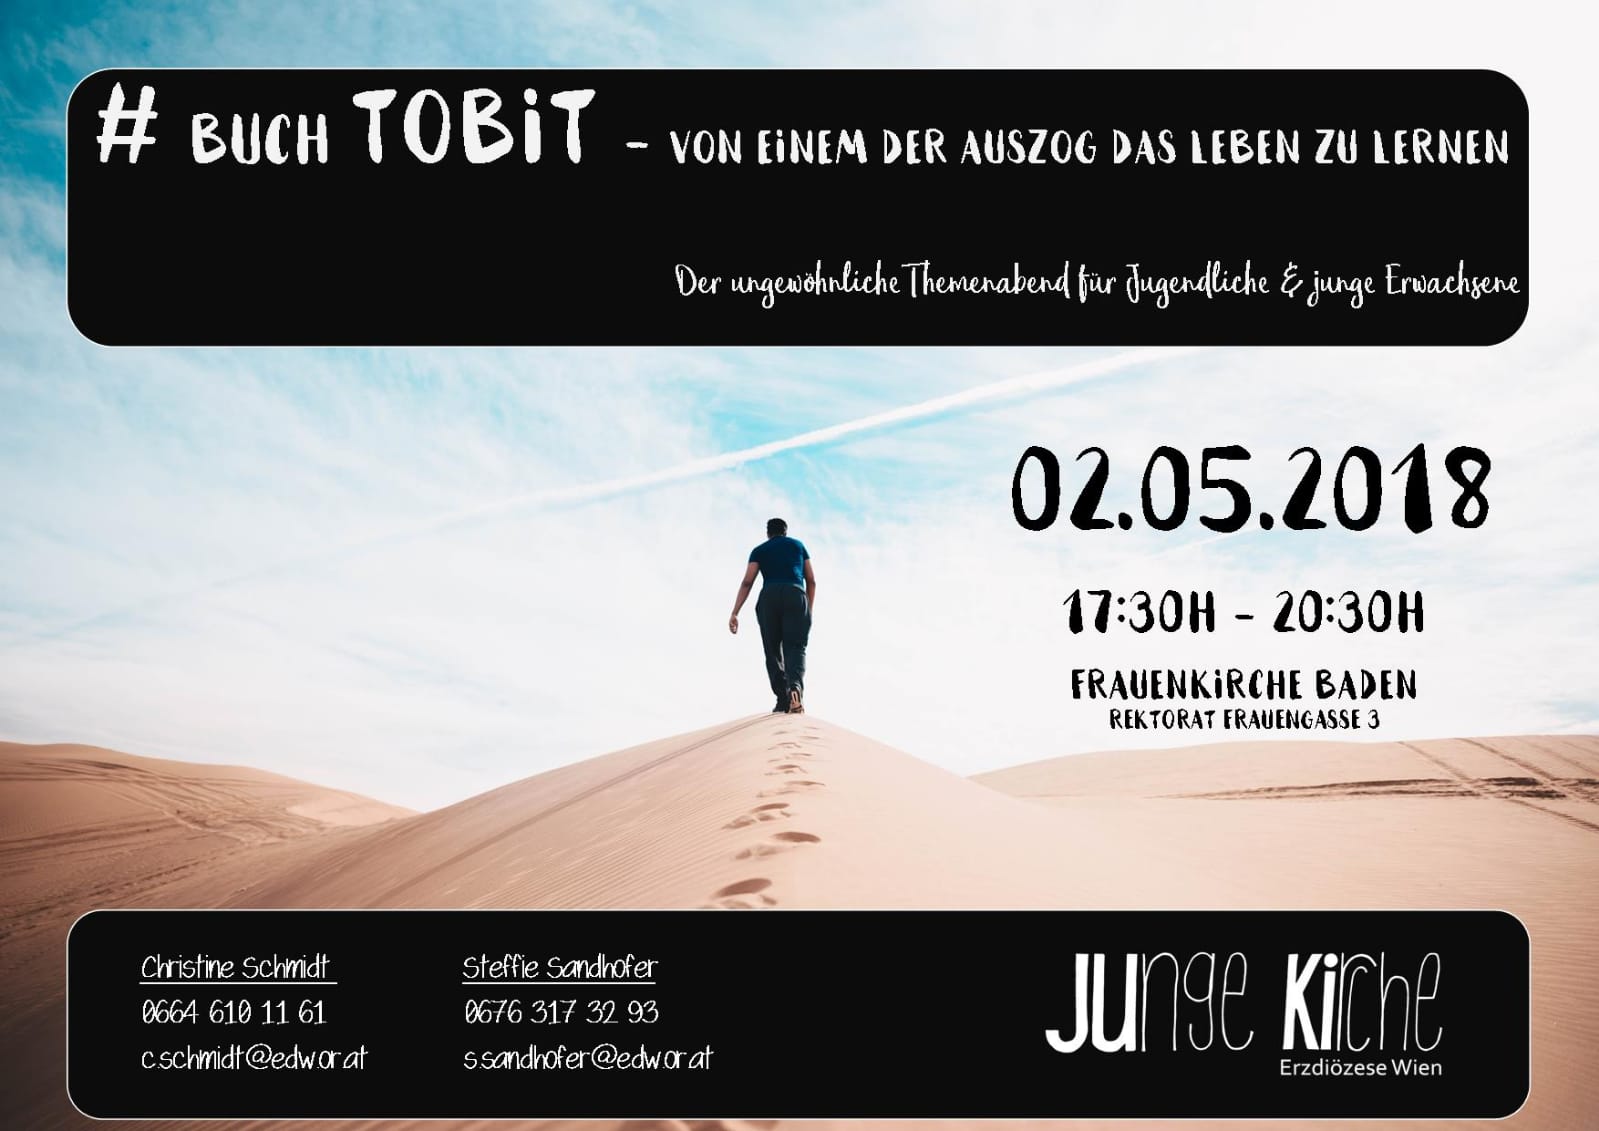 # BUCH TOBIT - VON EINEM DER AUSZOG DAS LEBEN ZU LERNEN
Der ungewöhnliche Themenabend für Jugendliche & junge Erwachsene
02.05.2018
17:30H - 20:30H
FRAUENKIRCHE BADEN
REKTORAT FRAUENGASSE 3
Christine Schmidt
0664 610 11 61
c.schmidt@edw.or.at
Steffie Sandhofer
0676 317 32 93
s.sandhofer@edw.or.at
JUnge KiRche
Erzdiözese Wien